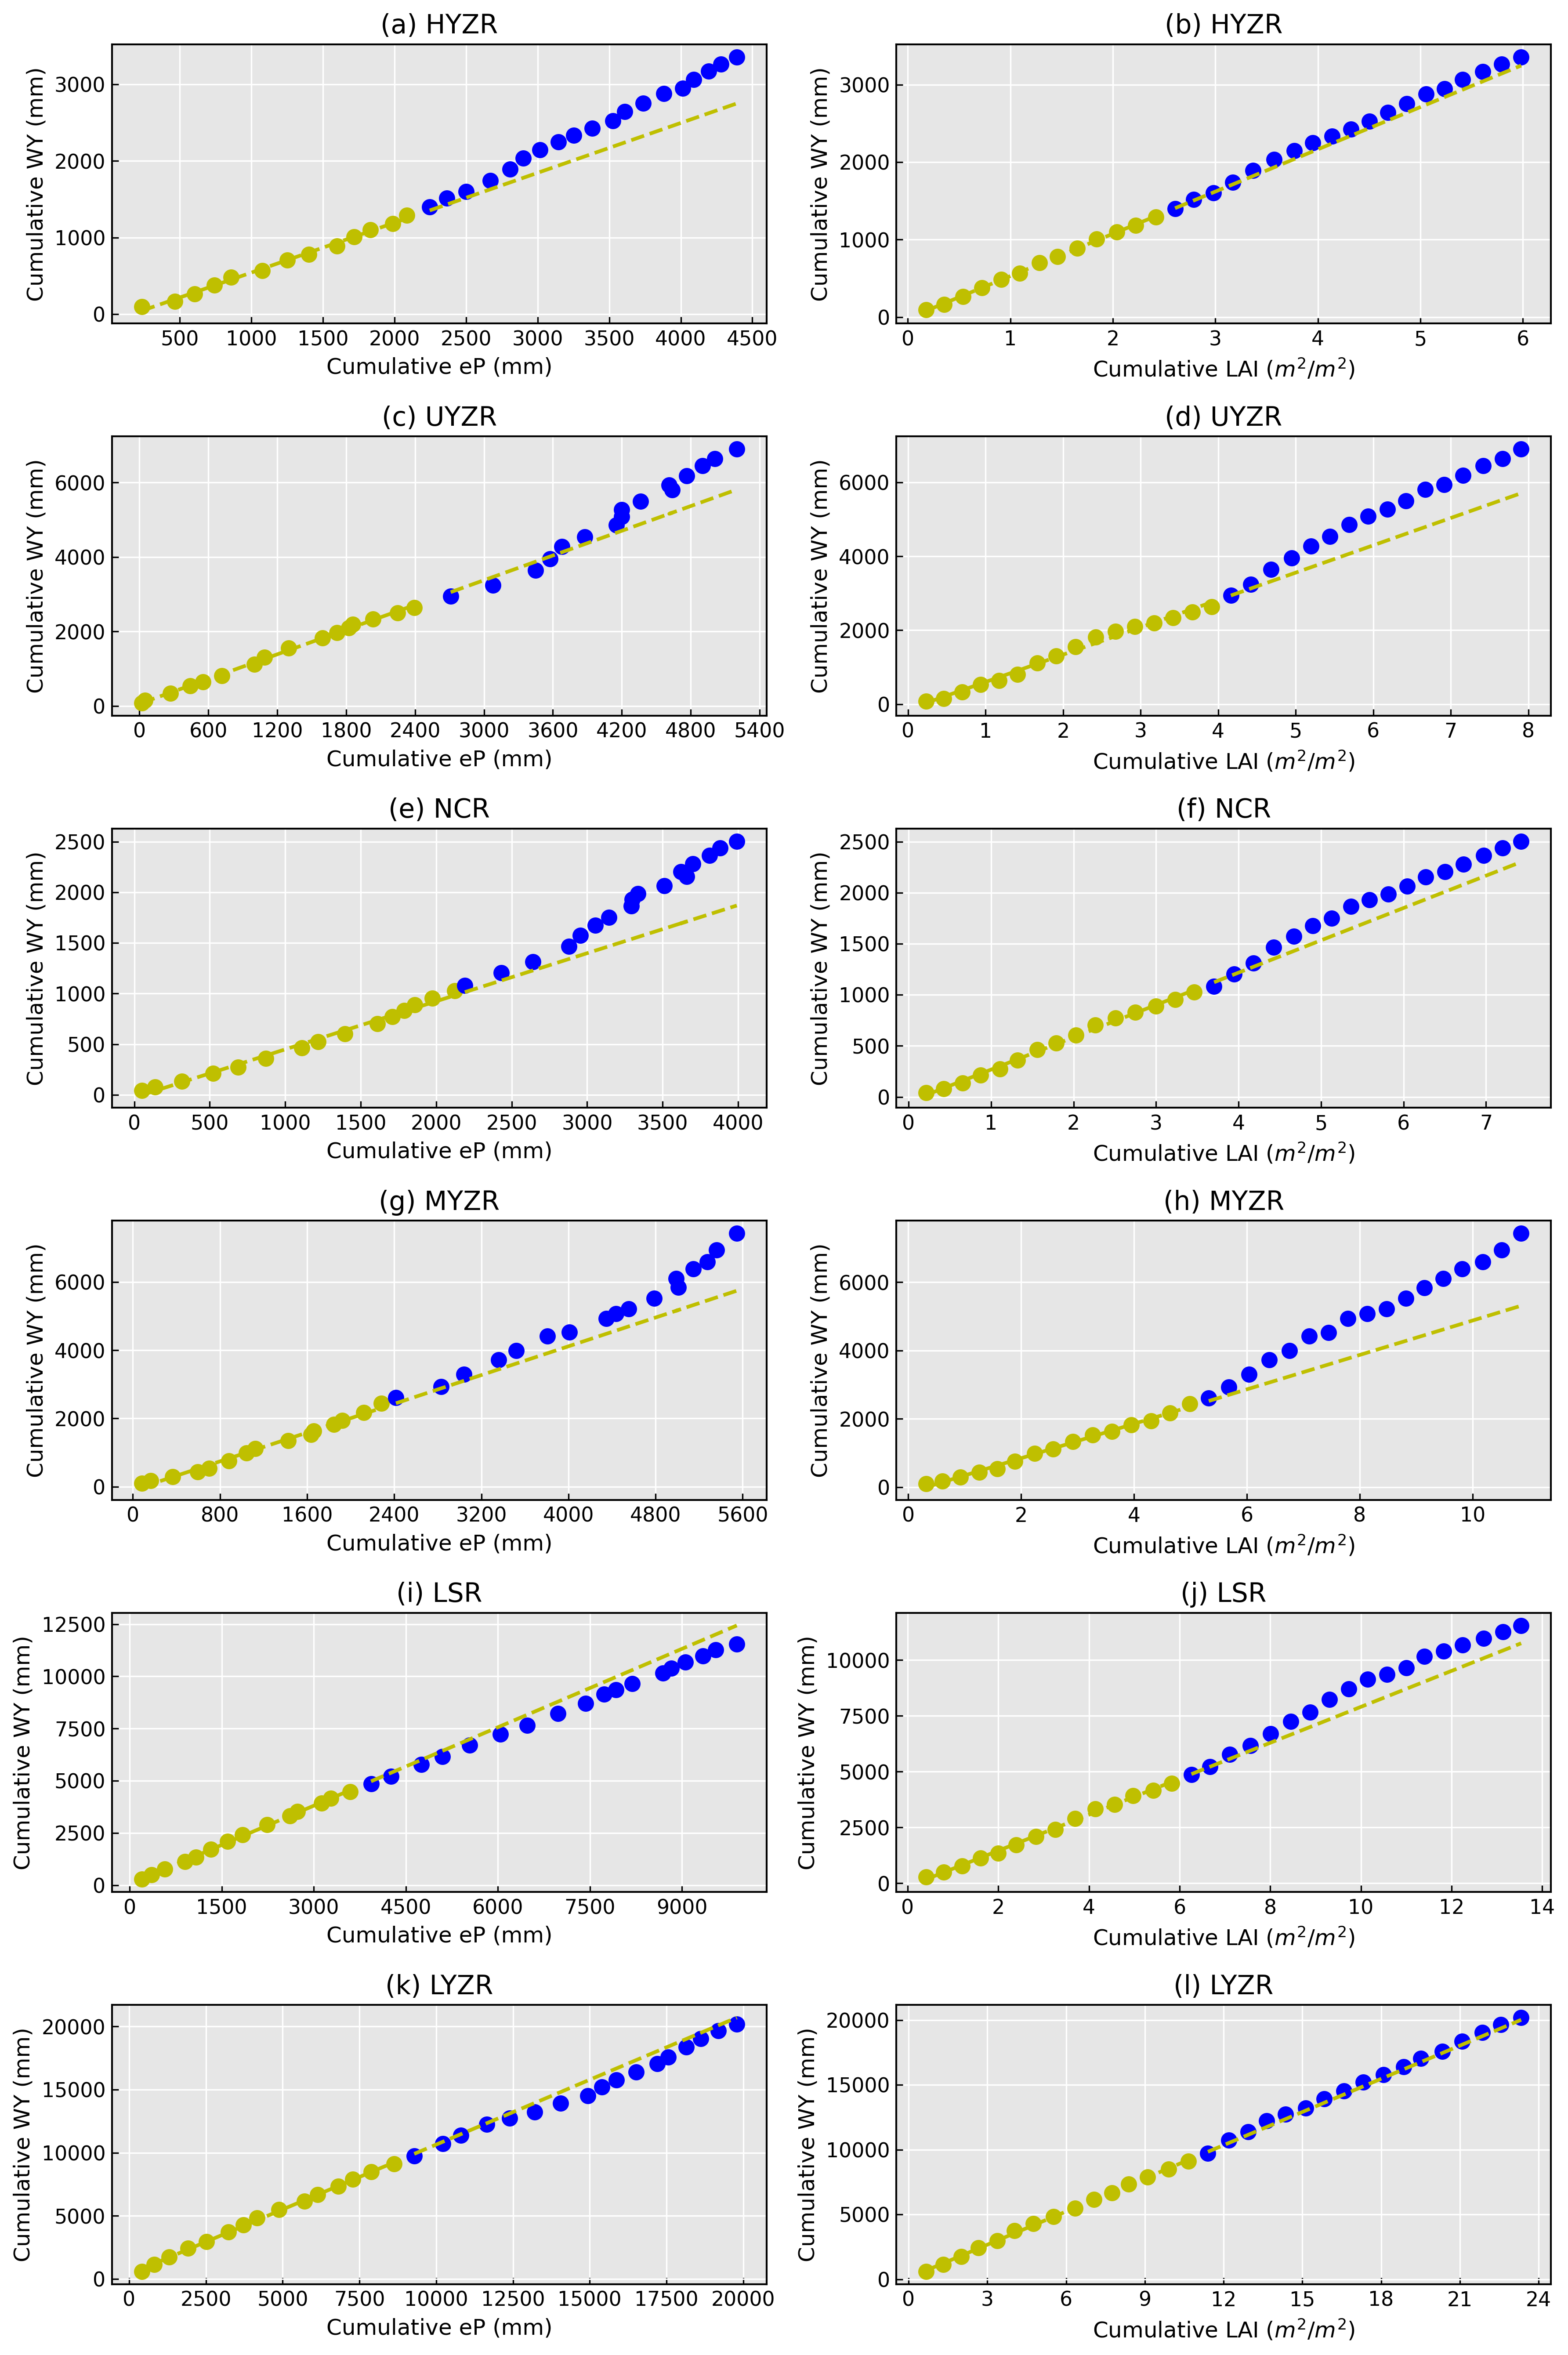 (a) HYZR
Cumulative WY (mm)
3000
2000
1000
0
500 1000 1500 2000 2500 3000 3500 4000 4500
Cumulative eP (mm)
(b) HYZR
Cumulative WY (mm)
3000
2000
1000
0
0 1 2 3 4 5 6
Cumulative LAI (m²/m²)
(c) UYZR
Cumulative WY (mm)
6000
4000
2000
0
0 600 1200 1800 2400 3000 3600 4200 4800 5400
Cumulative eP (mm)
(d) UYZR
Cumulative WY (mm)
6000
4000
2000
0
0 1 2 3 4 5 6 7 8
Cumulative LAI (m²/m²)
(e) NCR
Cumulative WY (mm)
2500
2000
1500
1000
500
0
0 500 1000 1500 2000 2500 3000 3500 4000
Cumulative eP (mm)
(f) NCR
Cumulative WY (mm)
2500
2000
1500
1000
500
0
0 1 2 3 4 5 6 7
Cumulative LAI (m²/m²)
(g) MYZR
Cumulative WY (mm)
6000
4000
2000
0
0 800 1600 2400 3200 4000 4800 5600
Cumulative eP (mm)
(h) MYZR
Cumulative WY (mm)
6000
4000
2000
0
0 2 4 6 8 10
Cumulative LAI (m²/m²)
(i) LSR
Cumulative WY (mm)
12500
10000
7500
5000
2500
0
0 1500 3000 4500 6000 7500 9000
Cumulative eP (mm)
(j) LSR
Cumulative WY (mm)
10000
7500
5000
2500
0
0 2 4 6 8 10 12 14
Cumulative LAI (m²/m²)
(k) LYZR
Cumulative WY (mm)
20000
15000
10000
5000
0
0 2500 5000 7500 10000 12500 15000 17500 20000
Cumulative eP (mm)
(l) LYZR
Cumulative WY (mm)
20000
15000
10000
5000
0
0 3 6 9 12 15 18 21 24
Cumulative LAI (m²/m²)